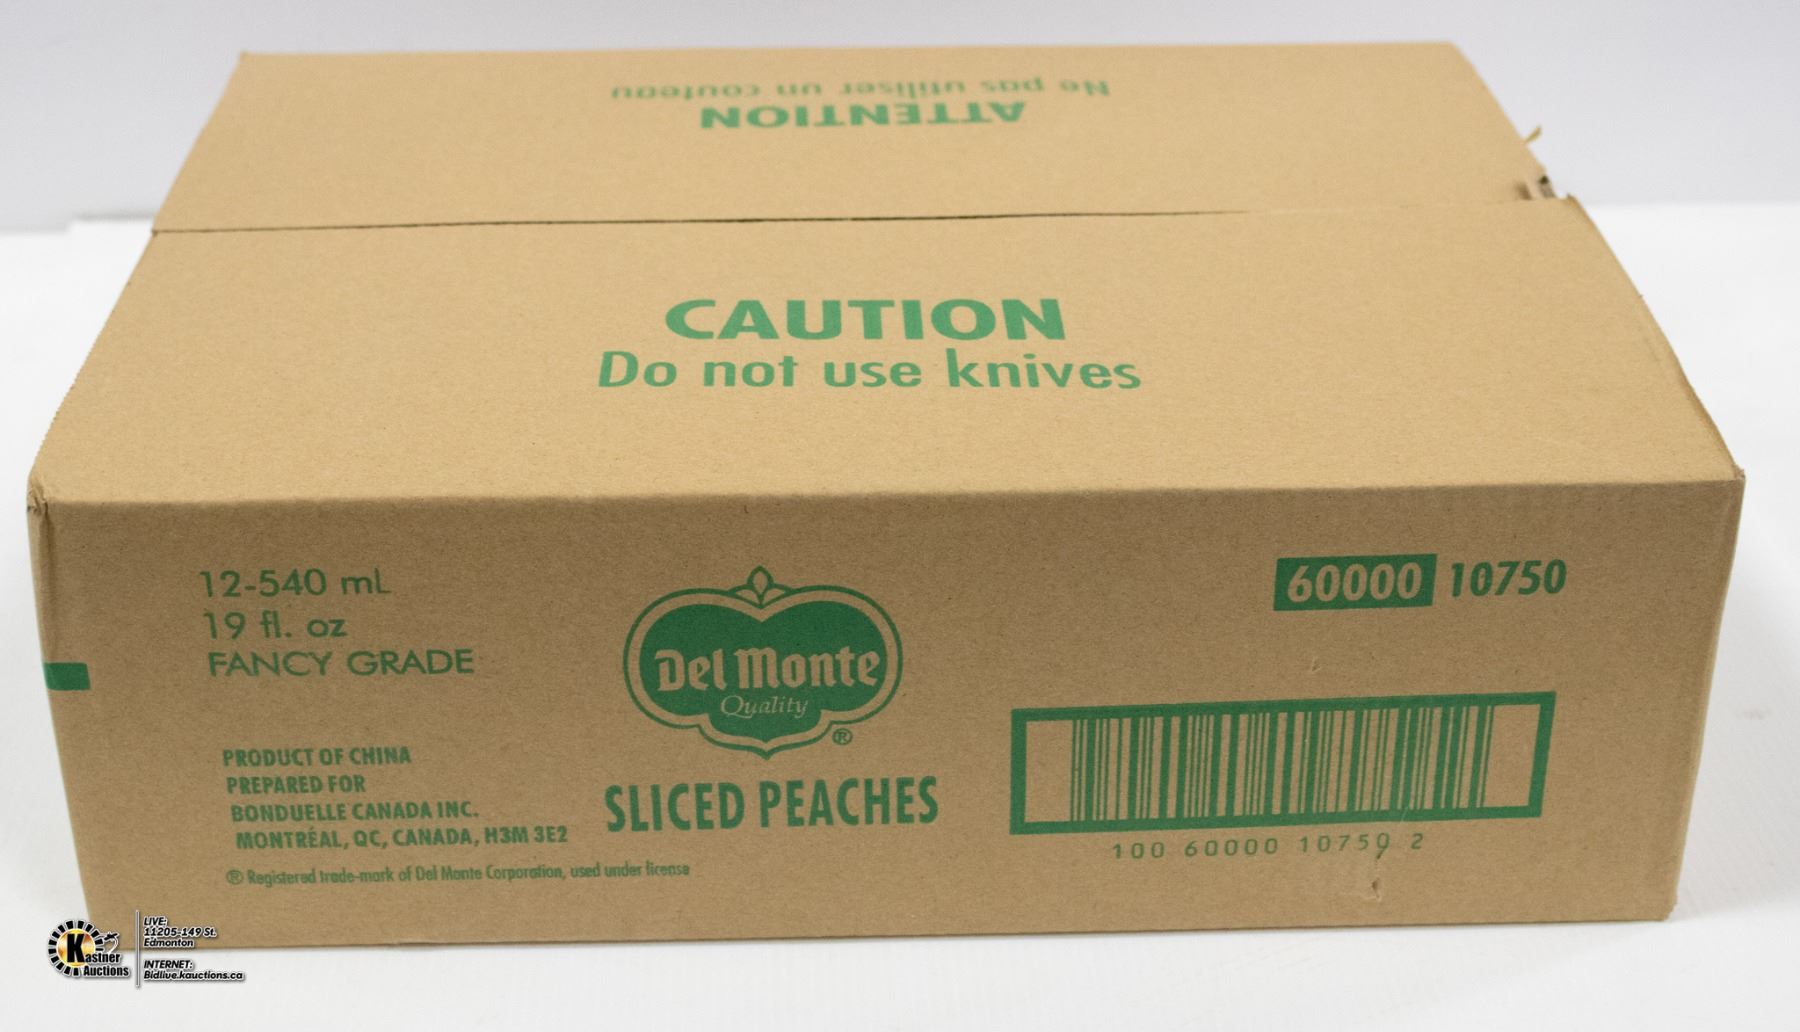 Ne pas utiliser un couteau
ATTENTION
CAUTION
Do not use knives
12-540 mL
19 fl. oz
FANCY GRADE
PRODUCT OF CHINA
PREPARED FOR
BONDUELLE CANADA INC.
MONTRÉAL, QC, CANADA, H3M 3E2
® Registered trade-mark of Del Monte Corporation, used under license
Del Monte
Quality
®
SLICED PEACHES
60000 10750
100 60000 10750 2
Kastner
Auctions
LIVE:
11205-149 St.
Edmonton
INTERNET:
Bidlive.kauctions.ca